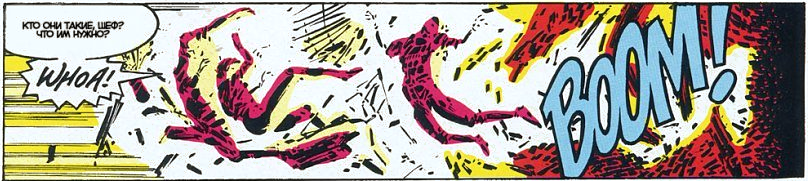 КТО ОНИ ТАКИЕ, ШЕФ?
ЧТО ИМ НУЖНО?
WHOA!
BOOM!